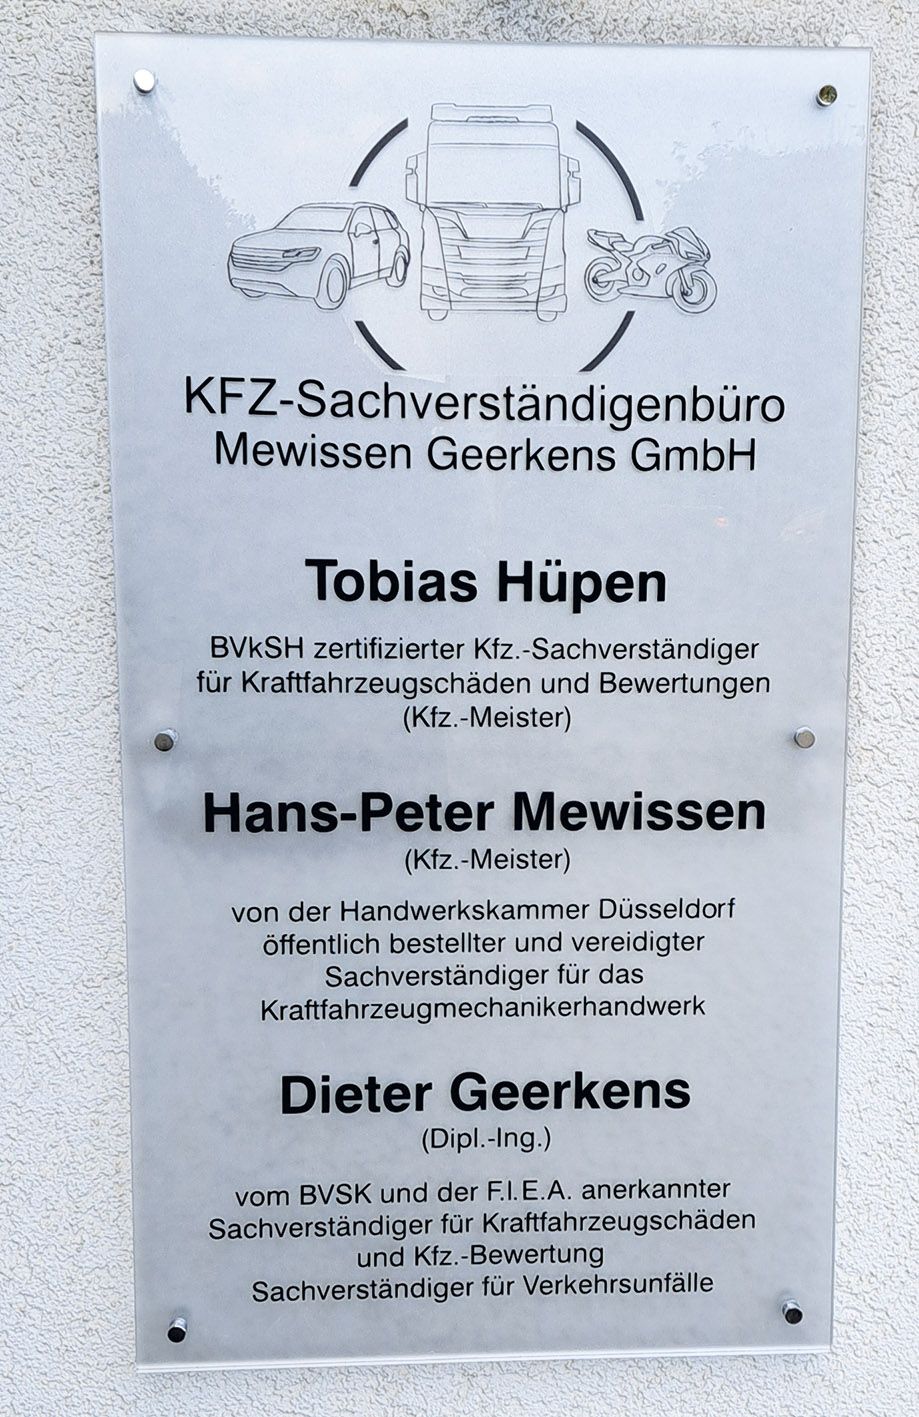 KFZ-Sachverständigenbüro
Mewissen Geerkens GmbH
Tobias Hüpen
BVkSH zertifizierter Kfz.-Sachverständiger
für Kraftfahrzeugschäden und Bewertungen
(Kfz.-Meister)
Hans-Peter Mewissen
(Kfz.-Meister)
von der Handwerkskammer Düsseldorf
öffentlich bestellter und vereidigter
Sachverständiger für das
Kraftfahrzeugmechanikerhandwerk
Dieter Geerkens
(Dipl.-Ing.)
vom BVSK und der F.I.E.A. anerkannter
Sachverständiger für Kraftfahrzeugschäden
und Kfz.-Bewertung
Sachverständiger für Verkehrsunfälle